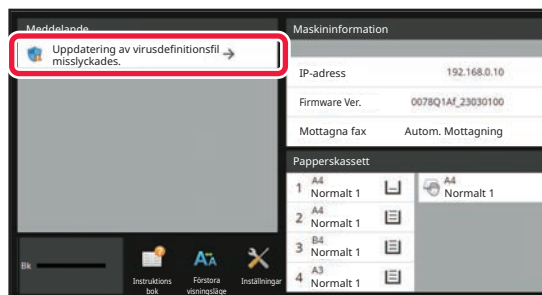 Meddelande
Uppdatering av virusdefinitionsfil
misslyckades.
Maskininformation
IP-adress 192.168.0.10
Firmware Ver. 0078Q1Af_23030100
Mottagna fax Autom. Mottagning
Papperskassett
1 A4
Normalt 1
A4
Normalt 1
2 A4
Normalt 1
3 B4
Normalt 1
4 A3
Normalt 1
Bk
Instruktions
bok
Förstora
visningsläge
Inställningar